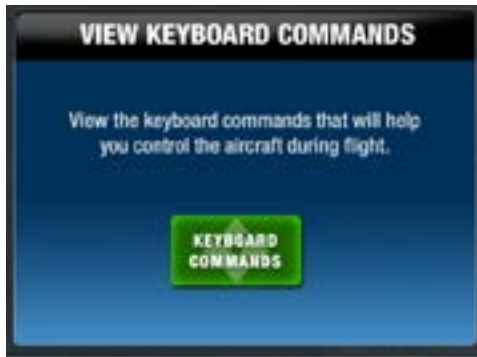 VIEW KEYBOARD COMMANDS
View the keyboard commands that will help
you control the aircraft during flight.
KEYBOARD
COMMANDS